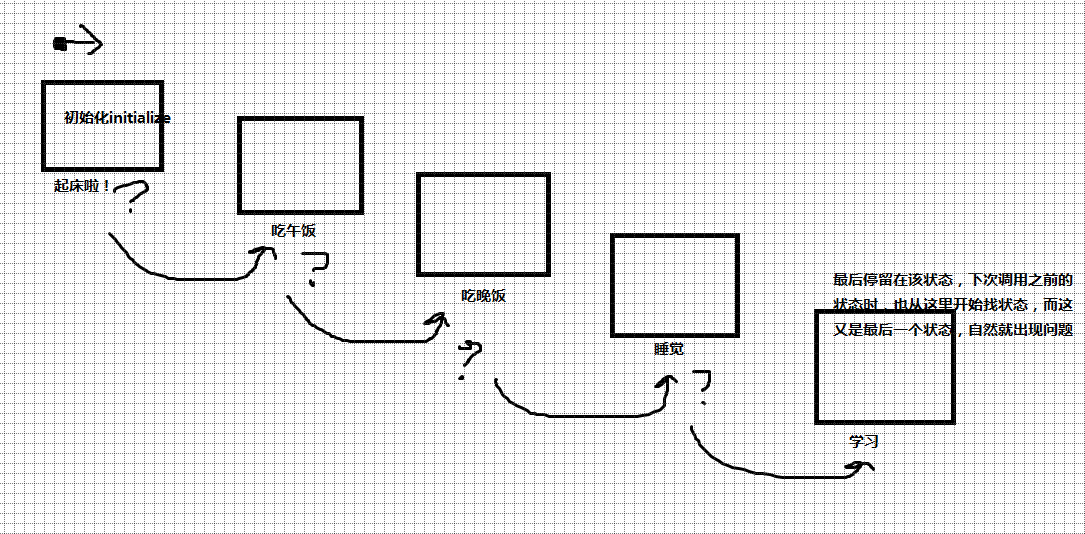 初始化initialize
起床啦！?
吃午饭
?
吃晚饭
?
睡觉
?
最后停留在该状态，下次调用之前的
状态时，也从这里开始找状态，而这
又是最后一个状态，自然就出现问题
学习